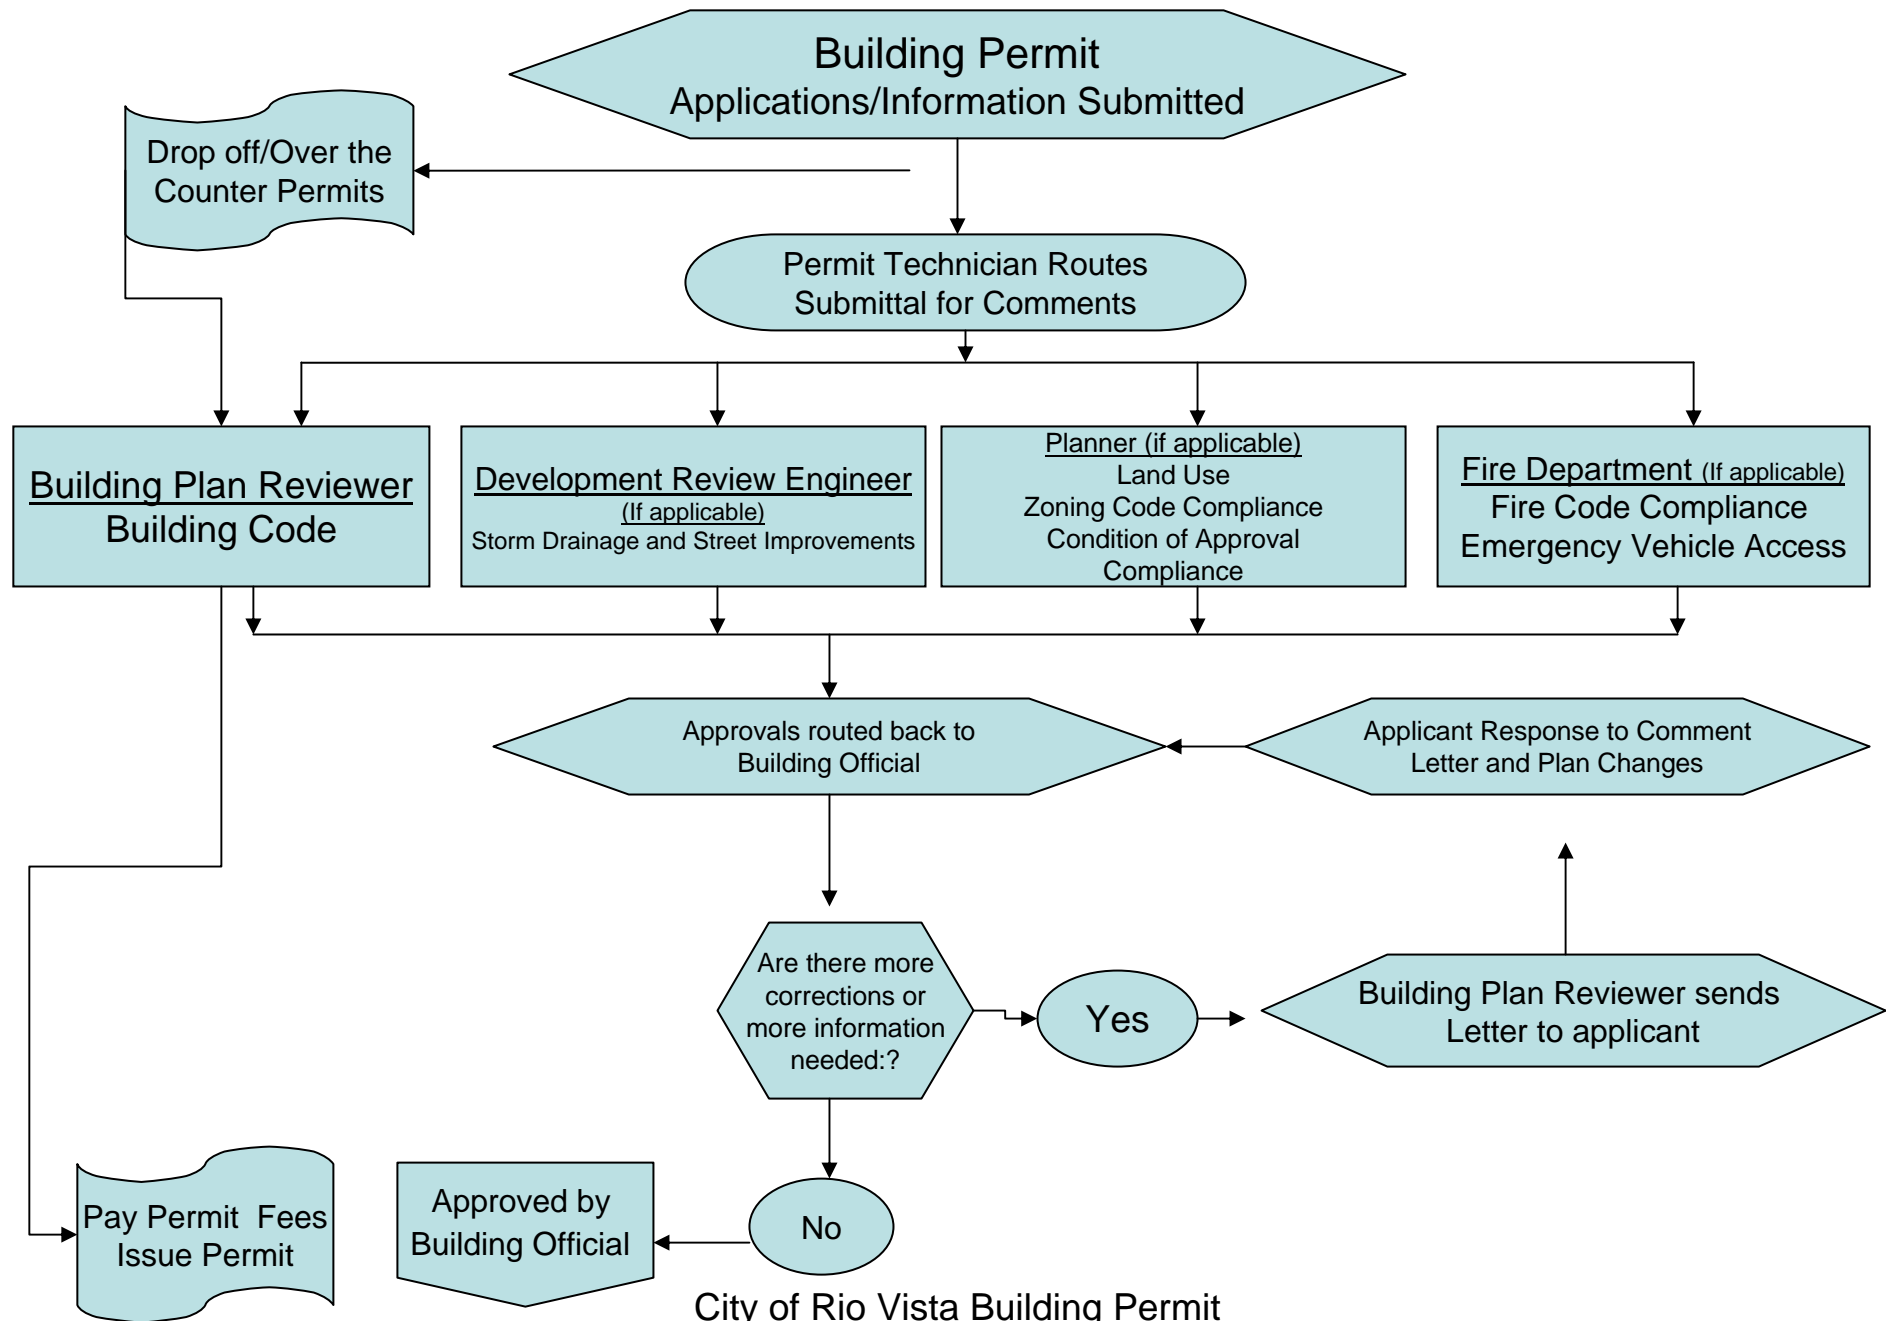 Building Permit
Applications/Information Submitted
Drop off/Over the
Counter Permits
Permit Technician Routes
Submittal for Comments
Building Plan Reviewer
Building Code
Development Review Engineer
(If applicable)
Storm Drainage and Street Improvements
Planner (if applicable)
Land Use
Zoning Code Compliance
Condition of Approval
Compliance
Fire Department (If applicable)
Fire Code Compliance
Emergency Vehicle Access
Approvals routed back to
Building Official
Applicant Response to Comment
Letter and Plan Changes
Are there more
corrections or
more information
needed:?
Yes
Building Plan Reviewer sends
Letter to applicant
Pay Permit  Fees
Issue Permit
Approved by
Building Official
No
City of Rio Vista Building Permit